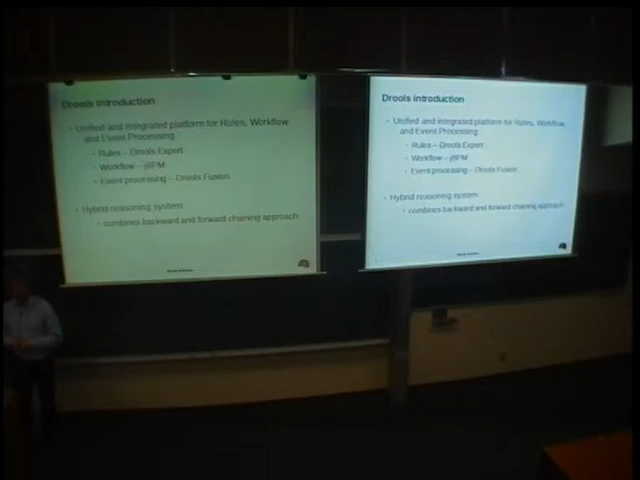 Drools introduction
Unified and integrated platform for Rules, Workflow
and Event Processing
Rules – Drools Expert
Workflow – jBPM
Event processing – Drools Fusion
Hybrid reasoning system
combines backward and forward chaining approach
Drools introduction
Unified and integrated platform for Rules, Workflow
and Event Processing
Rules – Drools Expert
Workflow – jBPM
Event processing – Drools Fusion
Hybrid reasoning system
combines backward and forward chaining approach